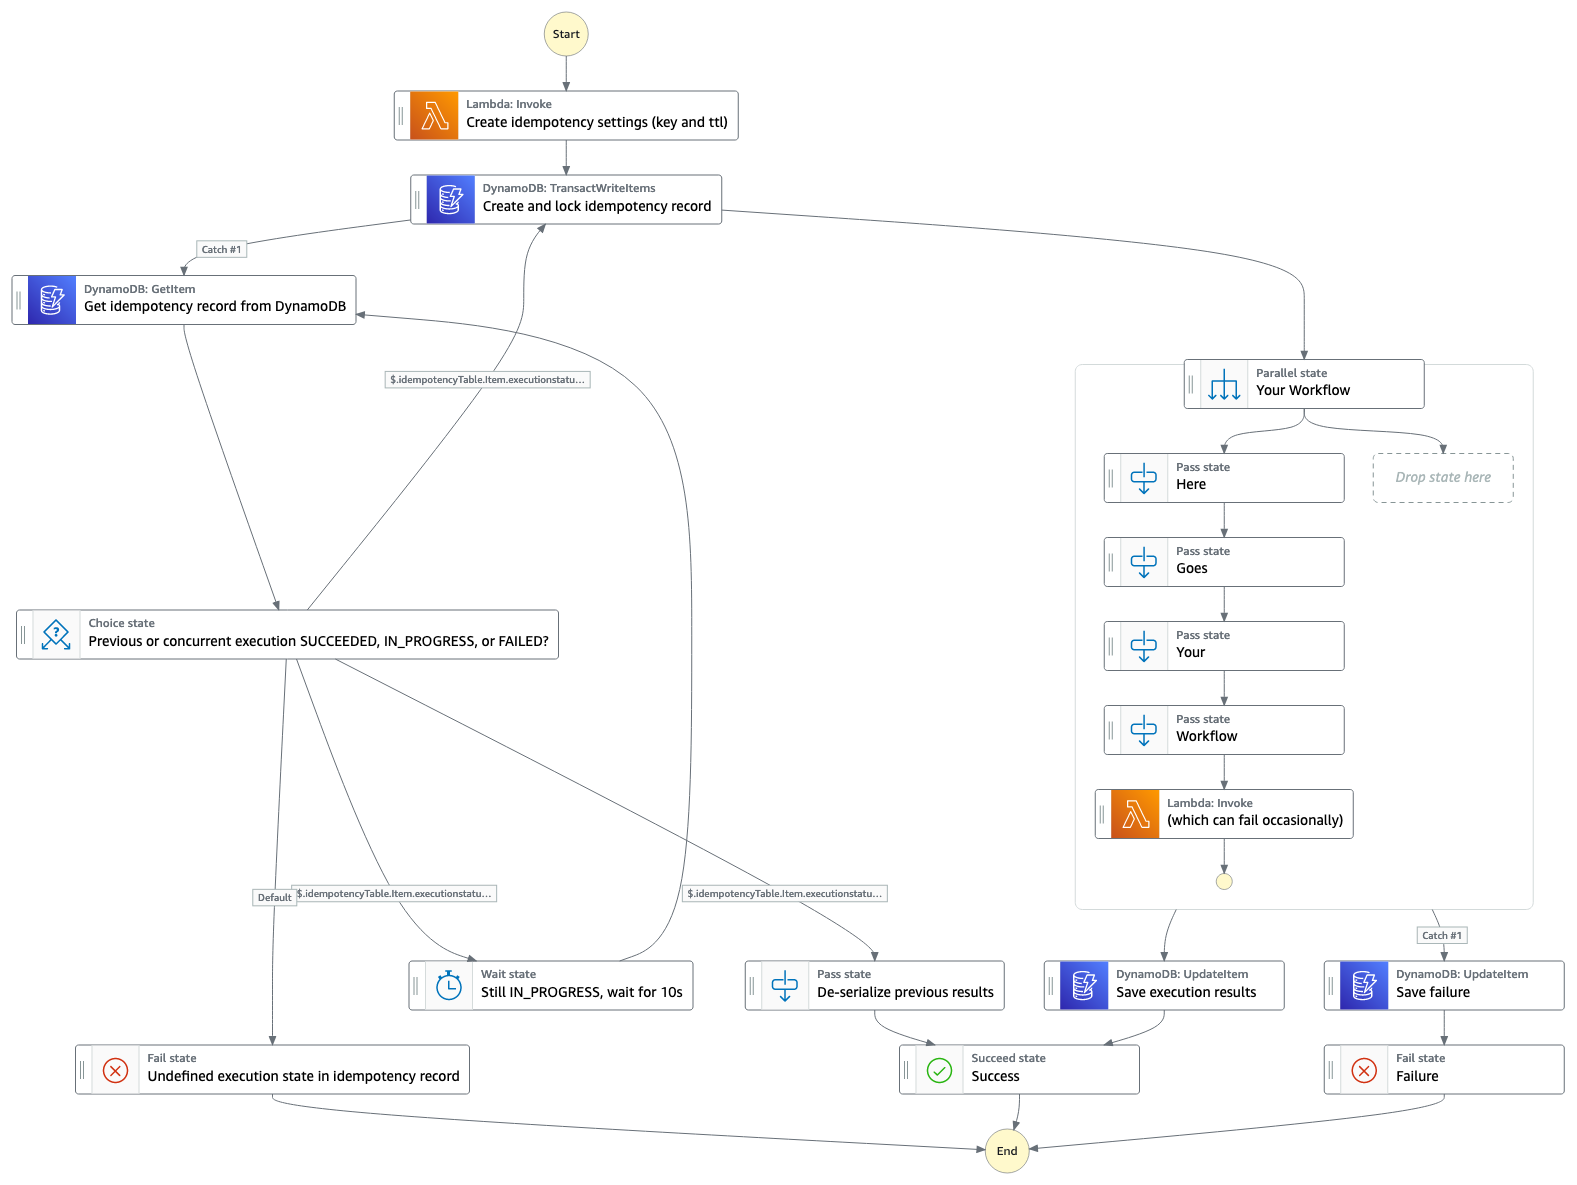 Start
Lambda: Invoke
Create idempotency settings (key and ttl)
DynamoDB: TransactWriteItems
Create and lock idempotency record
Catch #1
DynamoDB: GetItem
Get idempotency record from DynamoDB
$.idempotencyTable.Item.executionstatu...
Parallel state
Your Workflow
Pass state
Here
Drop state here
Pass state
Goes
Choice state
Previous or concurrent execution SUCCEEDED, IN_PROGRESS, or FAILED?
Pass state
Your
Pass state
Workflow
Lambda: Invoke
(which can fail occasionally)
Default
$.idempotencyTable.Item.executionstatu...
$.idempotencyTable.Item.executionstatu...
Catch #1
Wait state
Still IN_PROGRESS, wait for 10s
Pass state
De-serialize previous results
DynamoDB: UpdateItem
Save execution results
DynamoDB: UpdateItem
Save failure
Fail state
Undefined execution state in idempotency record
Succeed state
Success
Fail state
Failure
End